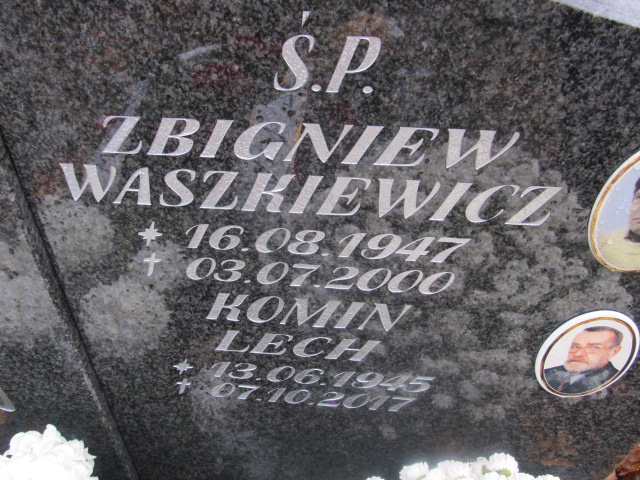 Ś.P.
ZBIGNIEW
WASZKIEWICZ
* 16.08.1947
† 03.07.2000
KOMIN
LECH
* 13.06.1945
† 07.10.2017